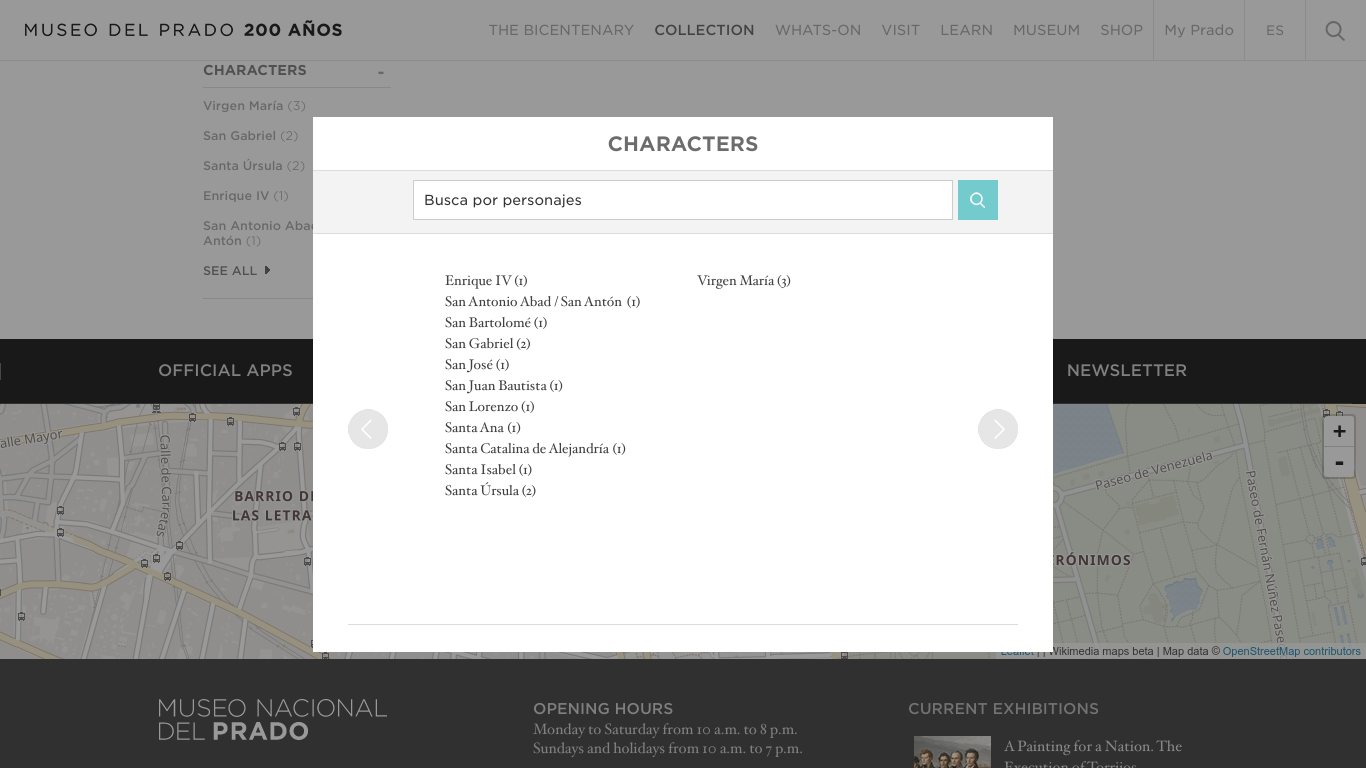 MUSEO DEL PRADO 200 AÑOS
THE BICENTENARY
COLLECTION
WHATS-ON
VISIT
LEARN
MUSEUM
SHOP
My Prado
ES
CHARACTERS
-
Virgen María (3)
San Gabriel (2)
Santa Úrsula (2)
Enrique IV (1)
San Antonio Abad
Antón (1)
SEE ALL
CHARACTERS
Busca por personajes
Enrique IV (1)
San Antonio Abad / San Antón (1)
San Bartolomé (1)
San Gabriel (2)
San José (1)
San Juan Bautista (1)
San Lorenzo (1)
Santa Ana (1)
Santa Catalina de Alejandría (1)
Santa Isabel (1)
Santa Úrsula (2)
Virgen María (3)
OFFICIAL APPS
NEWSLETTER
alle Mayor
Calle de Carretas
BARRIO DE
LAS LETRA
Paseo de Venezuela
Paseo de Fernán Núñez
Pase
RÓNIMOS
+
-
Leaflet | Wikimedia maps beta | Map data © OpenStreetMap contributors
MUSEO NACIONAL
DEL PRADO
OPENING HOURS
Monday to Saturday from 10 a.m. to 8 p.m.
Sundays and holidays from 10 a.m. to 7 p.m.
CURRENT EXHIBITIONS
A Painting for a Nation. The
Execution of Torrijos